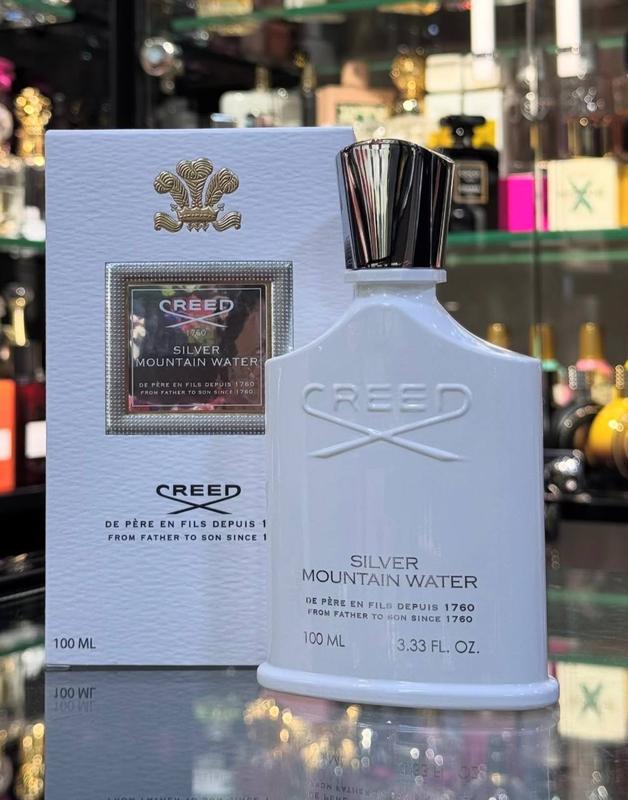 CREED
1760
SILVER
MOUNTAIN WATER
DE PÈRE EN FILS DEPUIS 1760
FROM FATHER TO SON SINCE 1760
CREED
DE PÈRE EN FILS DEPUIS 1
FROM FATHER TO SON SINCE 1
100 ML
CREED
SILVER
MOUNTAIN WATER
DE PÈRE EN FILS DEPUIS 1760
FROM FATHER TO SON SINCE 1760
100 ML 3.33 FL. OZ.